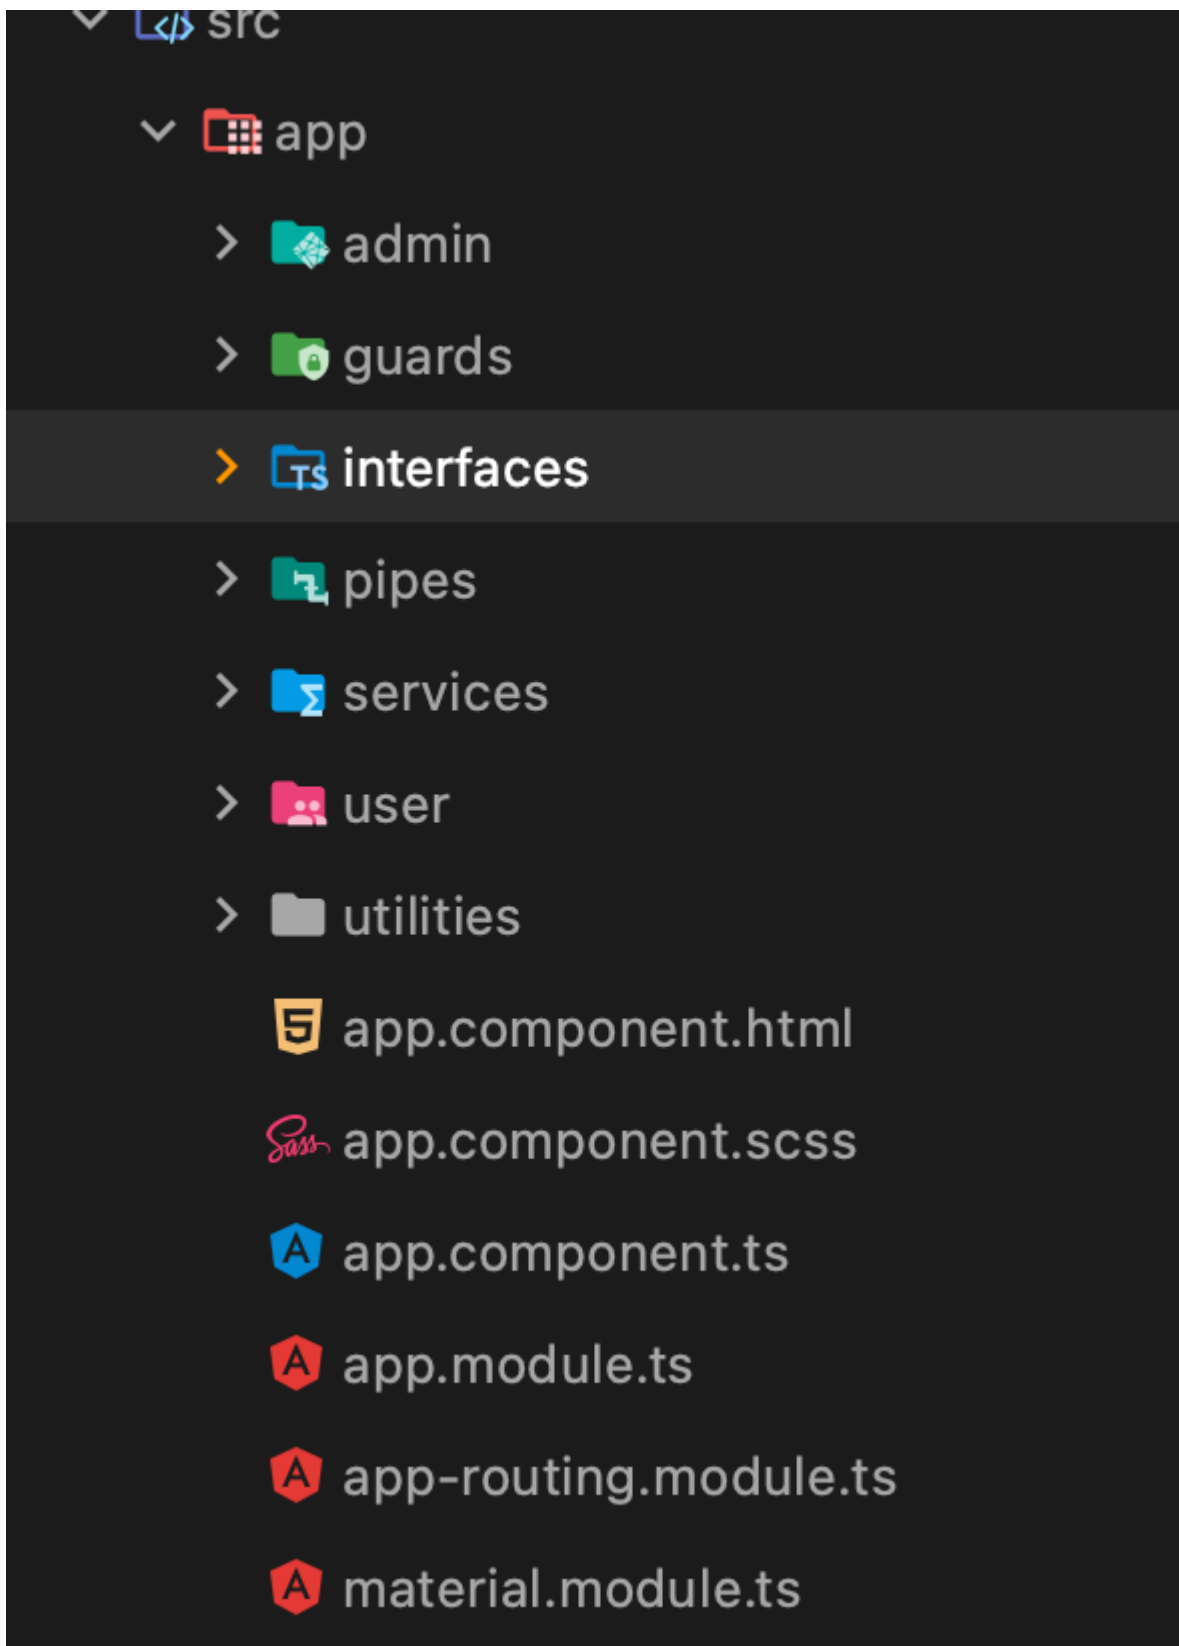 src
app
admin
guards
interfaces
pipes
services
user
utilities
app.component.html
app.component.scss
app.component.ts
app.module.ts
app-routing.module.ts
material.module.ts